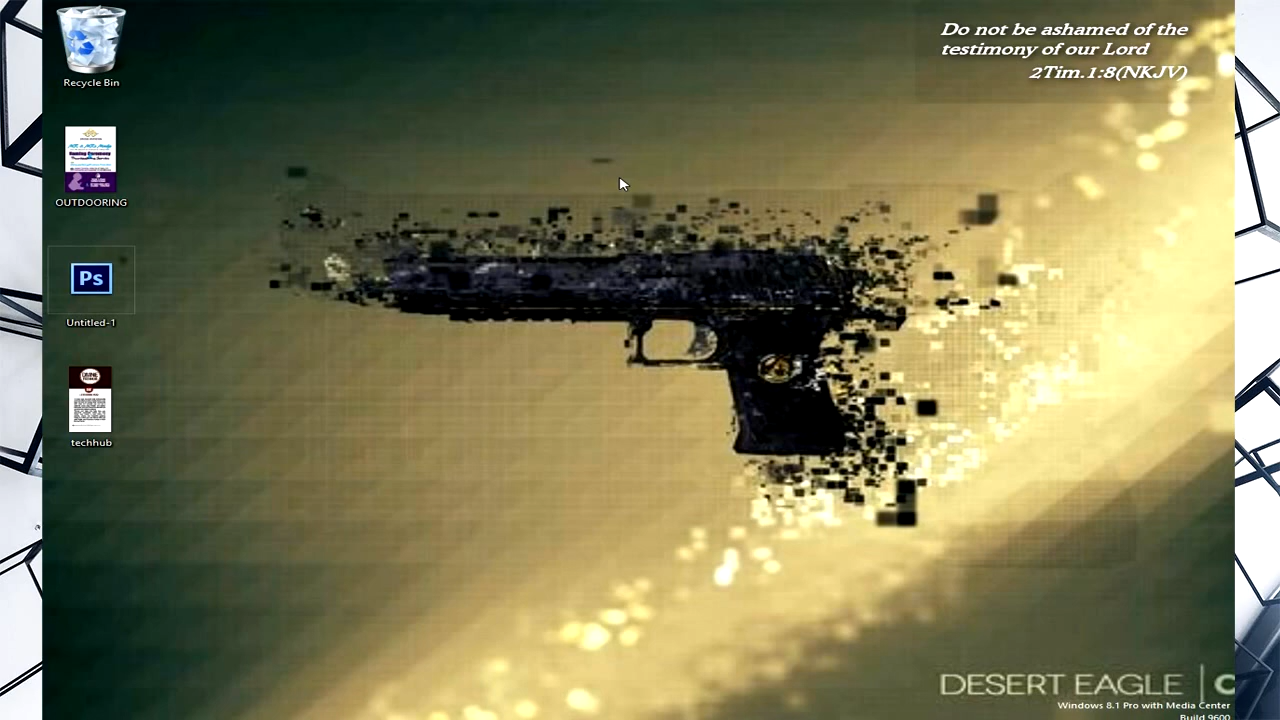 Do not be ashamed of the
testimony of our Lord
2Tim.1:8(NKJV)
Recycle Bin
OUTDOORING
Ps
Untitled-1
techhub
DESERT EAGLE
Windows 8.1 Pro with Media Center
Build 9600